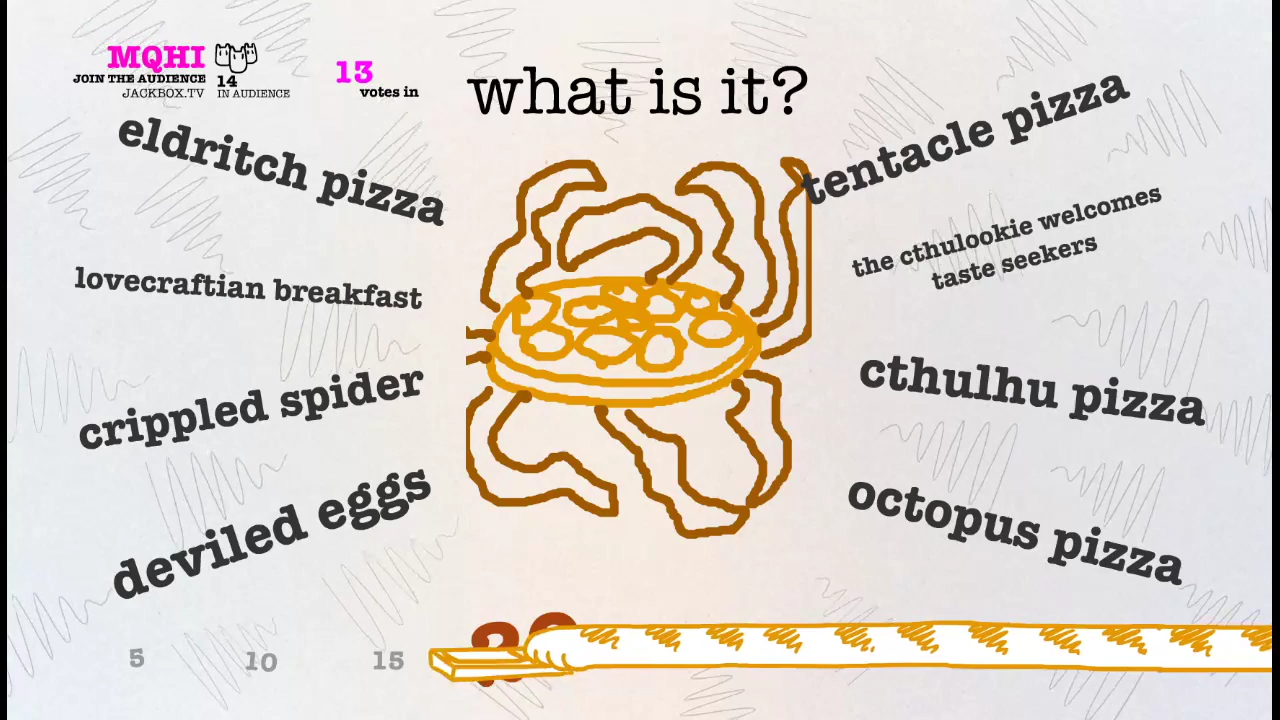 MQHI
JOIN THE AUDIENCE
JACKBOX.TV
14
IN AUDIENCE
13
votes in
what is it?
eldritch pizza
lovecraftian breakfast
crippled spider
deviled eggs
tentacle pizza
the cthulookie welcomes
taste seekers
cthulhu pizza
octopus pizza
5
10
15